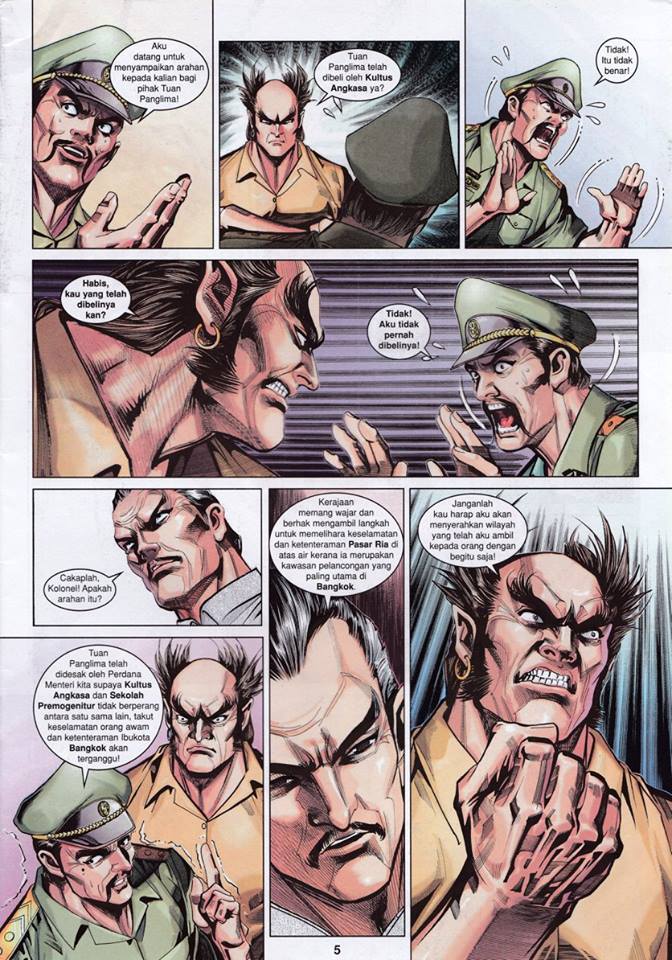 Aku
datang untuk
menyampaikan arahan
kepada kalian bagi
pihak Tuan
Panglima!
Tuan
Panglima telah
dibeli oleh Kultus
Angkasa ya?
Tidak!
Itu tidak
benar!
Habis,
kau yang telah
dibelinya
kan?
Tidak!
Aku tidak
pernah
dibelinya!
Cakaplah,
Kolonel! Apakah
arahan itu?
Tuan
Panglima telah
didesak oleh Perdana
Menteri kita supaya Kultus
Angkasa dan Sekolah
Premogenitur tidak berperang
antara satu sama lain, takut
keselamatan orang awam
dan ketenteraman Ibukota
Bangkok akan
terganggu!
Kerajaan
memang wajar dan
berhak mengambil langkah
untuk memelihara keselamatan
dan ketenteraman Pasar Ria di
atas air kerana ia merupakan
kawasan pelancongan yang
paling utama di
Bangkok.
Janganlah
kau harap aku akan
menyerahkan wilayah
yang telah aku ambil
kepada orang dengan
begitu saja!
5